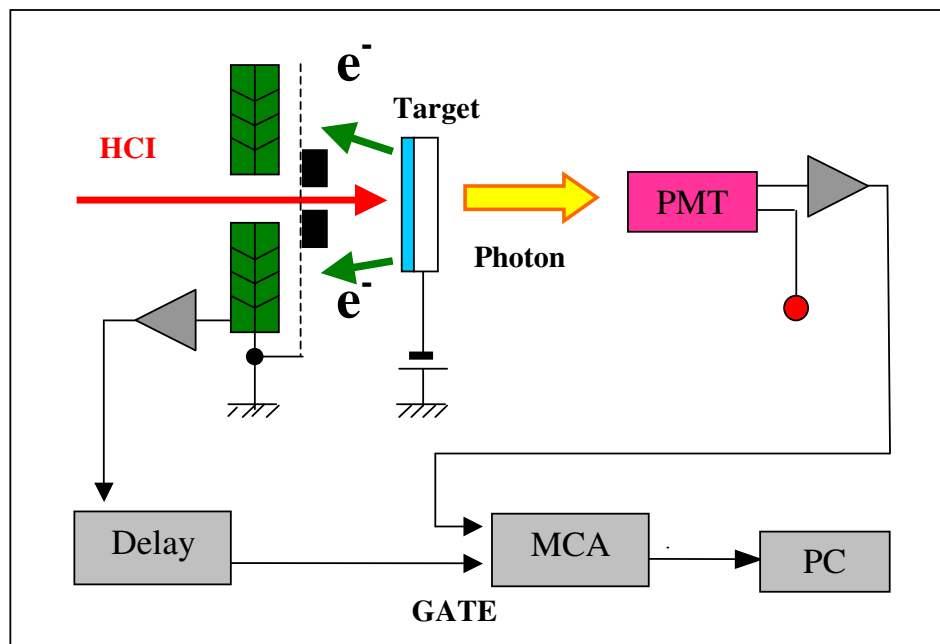 e-
Target
HCI
PMT
Photon
e-
Delay
MCA
PC
GATE